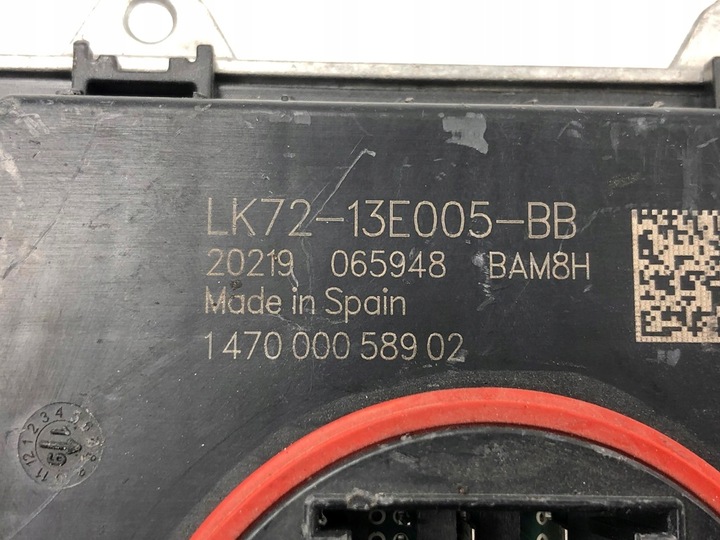 LK72-13E005-BB
20219 065948 BAM8H
Made in Spain
1 470 000 589 02